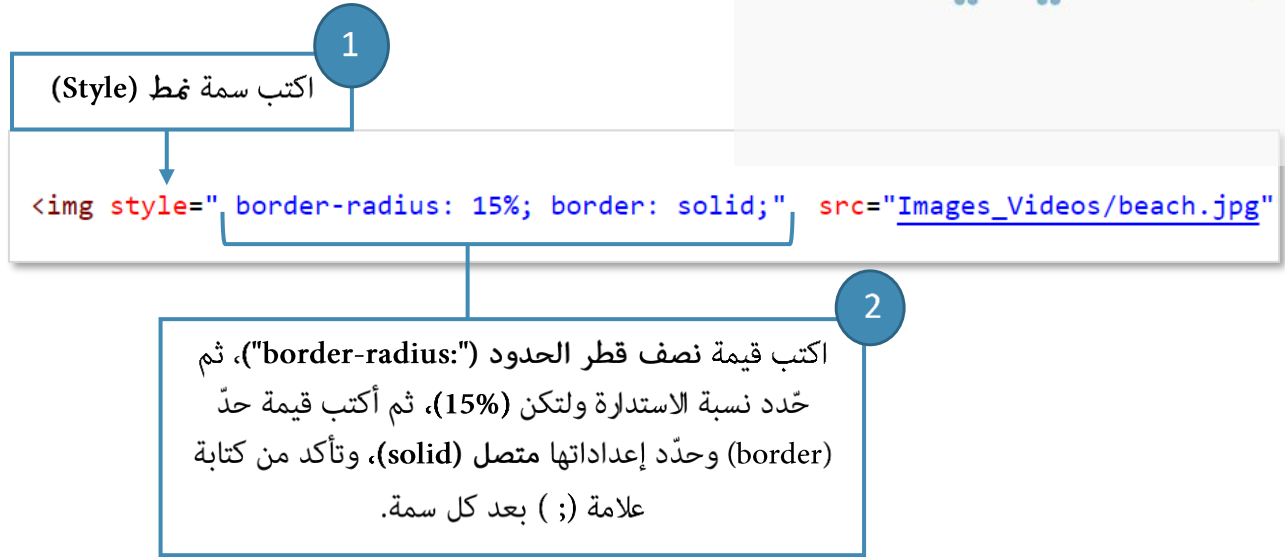 1
اكتب سمة نمط (Style)
<img style=" border-radius: 15%; border: solid;" src="Images_Videos/beach.jpg"
2
اكتب قيمة نصف قطر الحدود ("border-radius:")، ثم
حّدد نسبة الاستدارة ولتكن (15%)، ثم أكتب قيمة حدّ
(border) وحدّد إعداداتها متصل (solid)، وتأكد من كتابة
علامة (; ) بعد كل سمة.